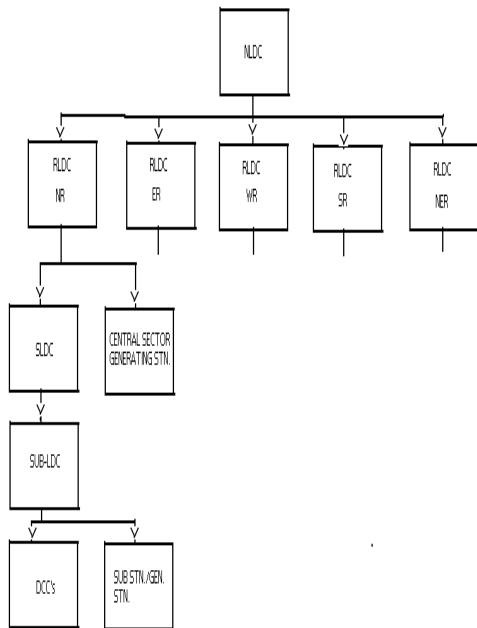 NLDC
RLDC
NR
RLDC
ER
RLDC
WR
RLDC
SR
RLDC
NER
SLDC
CENTRAL SECTOR
GENERATING STN.
SUB-LDC
DCC's
SUB STN./GEN.
STN.